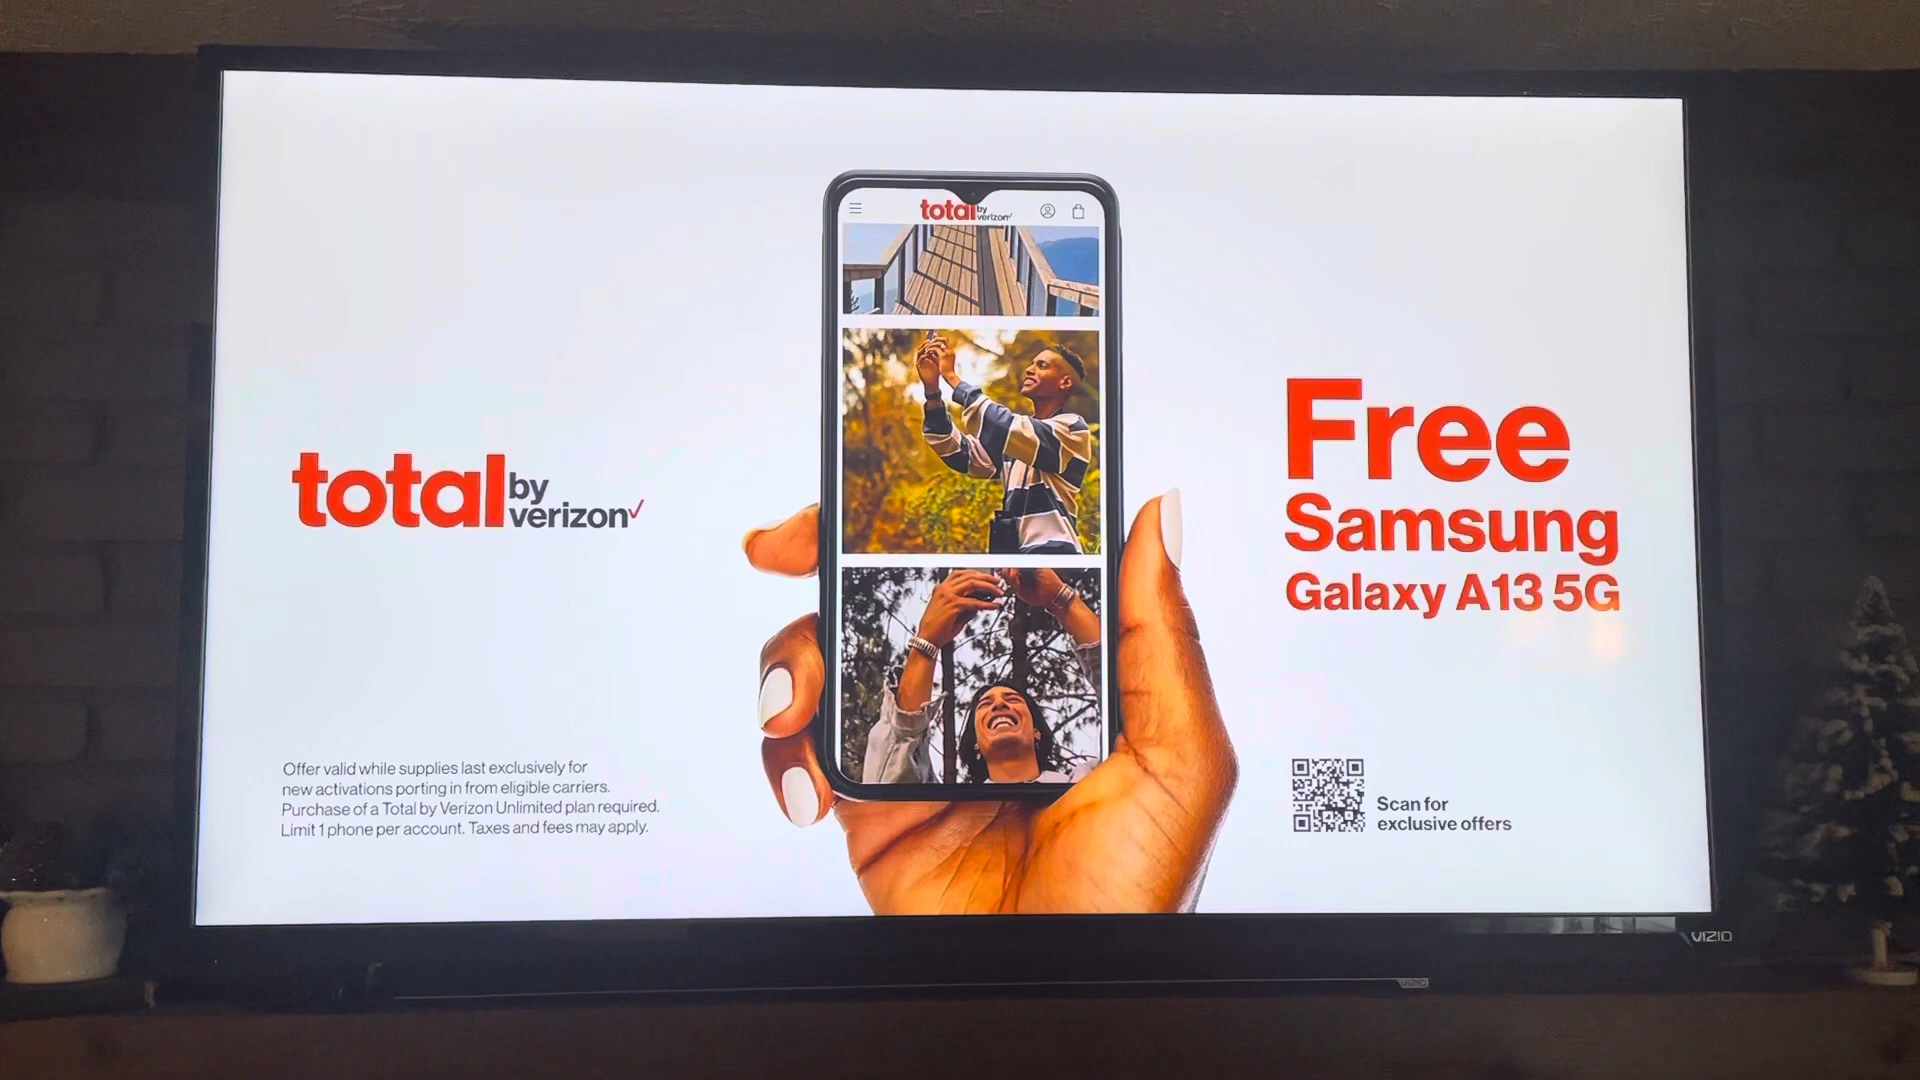 total by verizon
total by verizon
Free
Samsung
Galaxy A13 5G
Offer valid while supplies last exclusively for
new activations porting in from eligible carriers.
Purchase of a Total by Verizon Unlimited plan required.
Limit 1 phone per account. Taxes and fees may apply.
Scan for
exclusive offers
VIZIO
VIZIO